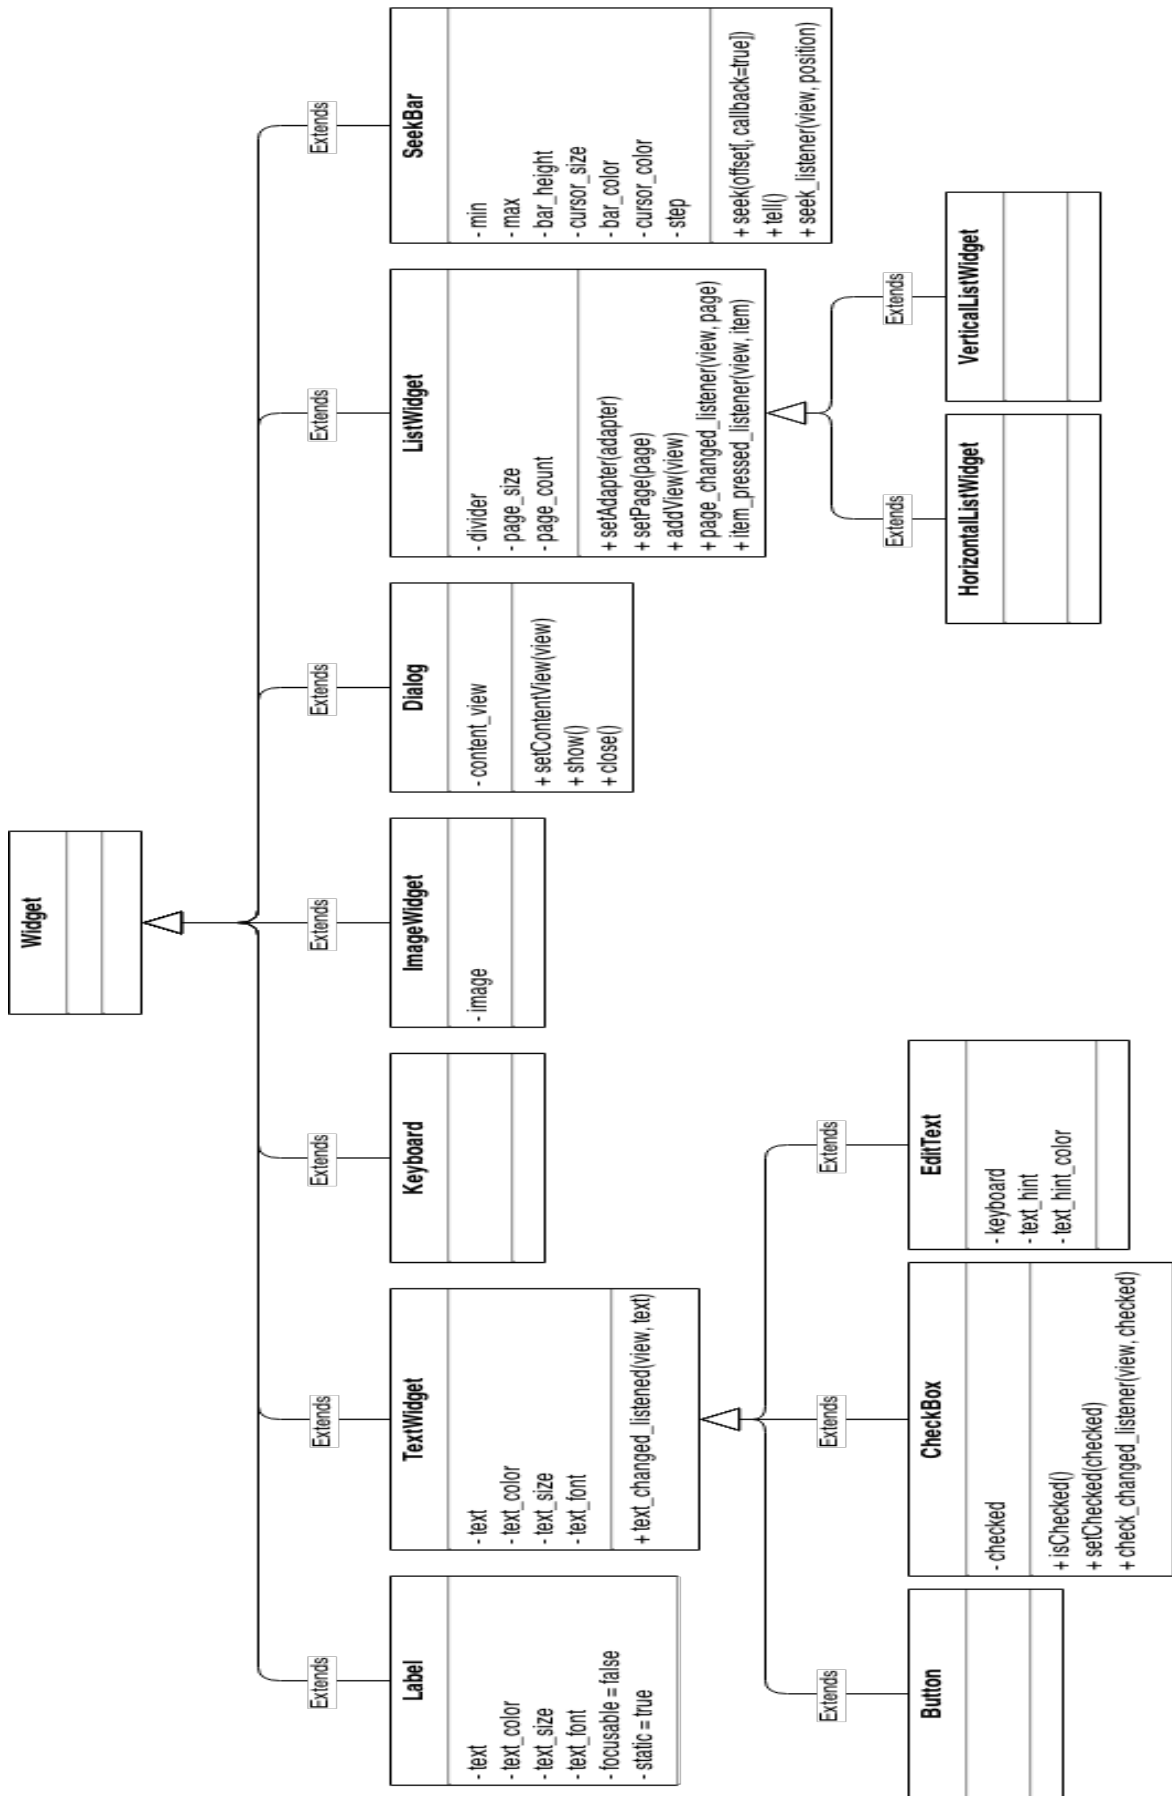 Widget
Extends
Extends
Extends
Extends
Extends
Extends
Extends
Label
- text
- text_color
- text_size
- text_font
- focusable = false
- static = true
TextWidget
- text
- text_color
- text_size
- text_font
+ text_changed_listened(view, text)
Keyboard
ImageWidget
- image
Dialog
- content_view
+ setContentView(view)
+ show()
+ close()
ListWidget
- divider
- page_size
- page_count
+ setAdapter(adapter)
+ setPage(page)
+ addView(view)
+ page_changed_listener(view, page)
+ item_pressed_listener(view, item)
SeekBar
- min
- max
- bar_height
- cursor_size
- bar_color
- cursor_color
- step
+ seek(offset[, callback=true])
+ tell()
+ seek_listener(view, position)
Extends
Extends
Extends
Extends
Extends
Button
CheckBox
- checked
+ isChecked()
+ setChecked(checked)
+ check_changed_listener(view, checked)
EditText
- keyboard
- text_hint
- text_hint_color
HorizontalListWidget
VerticalListWidget